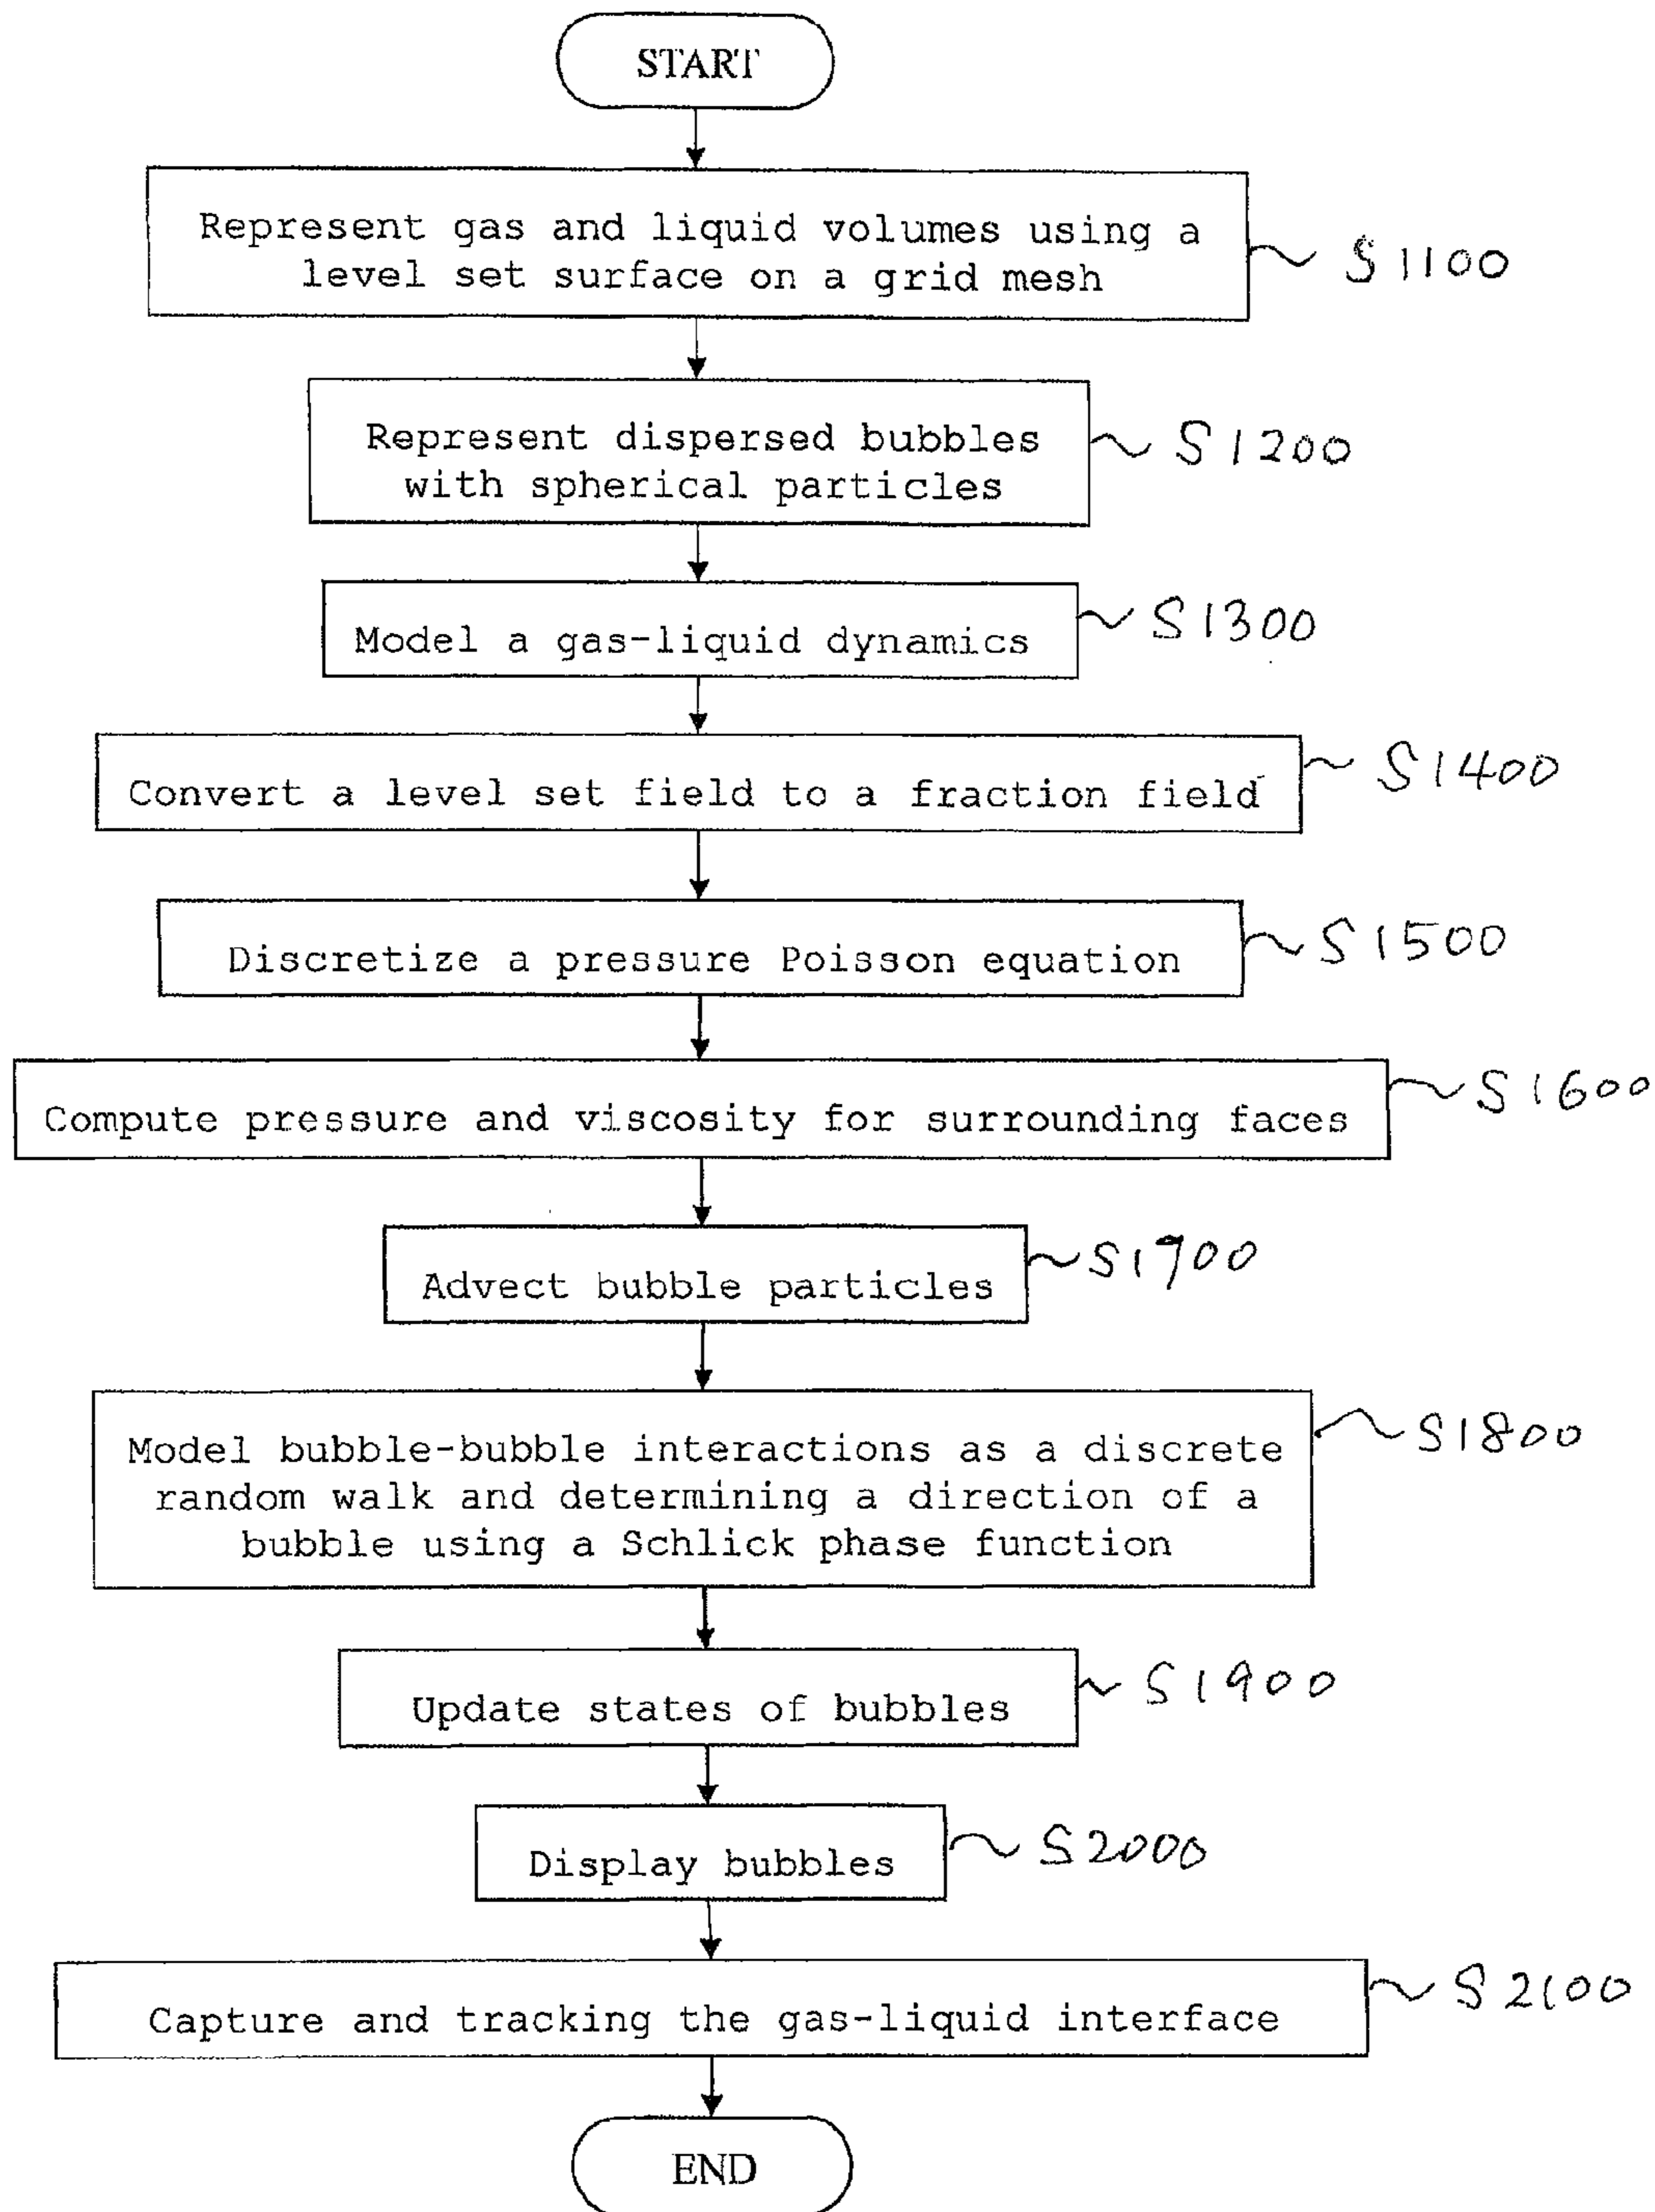 START
Represent gas and liquid volumes using a
level set surface on a grid mesh
S1100
Represent dispersed bubbles
with spherical particles
S1200
Model a gas-liquid dynamics
S1300
Convert a level set field to a fraction field
S1400
Discretize a pressure Poisson equation
S1500
Compute pressure and viscosity for surrounding faces
S1600
Advect bubble particles
S1700
Model bubble-bubble interactions as a discrete
random walk and determining a direction of a
bubble using a Schlick phase function
S1800
Update states of bubbles
S1900
Display bubbles
S2000
Capture and tracking the gas-liquid interface
S2100
END